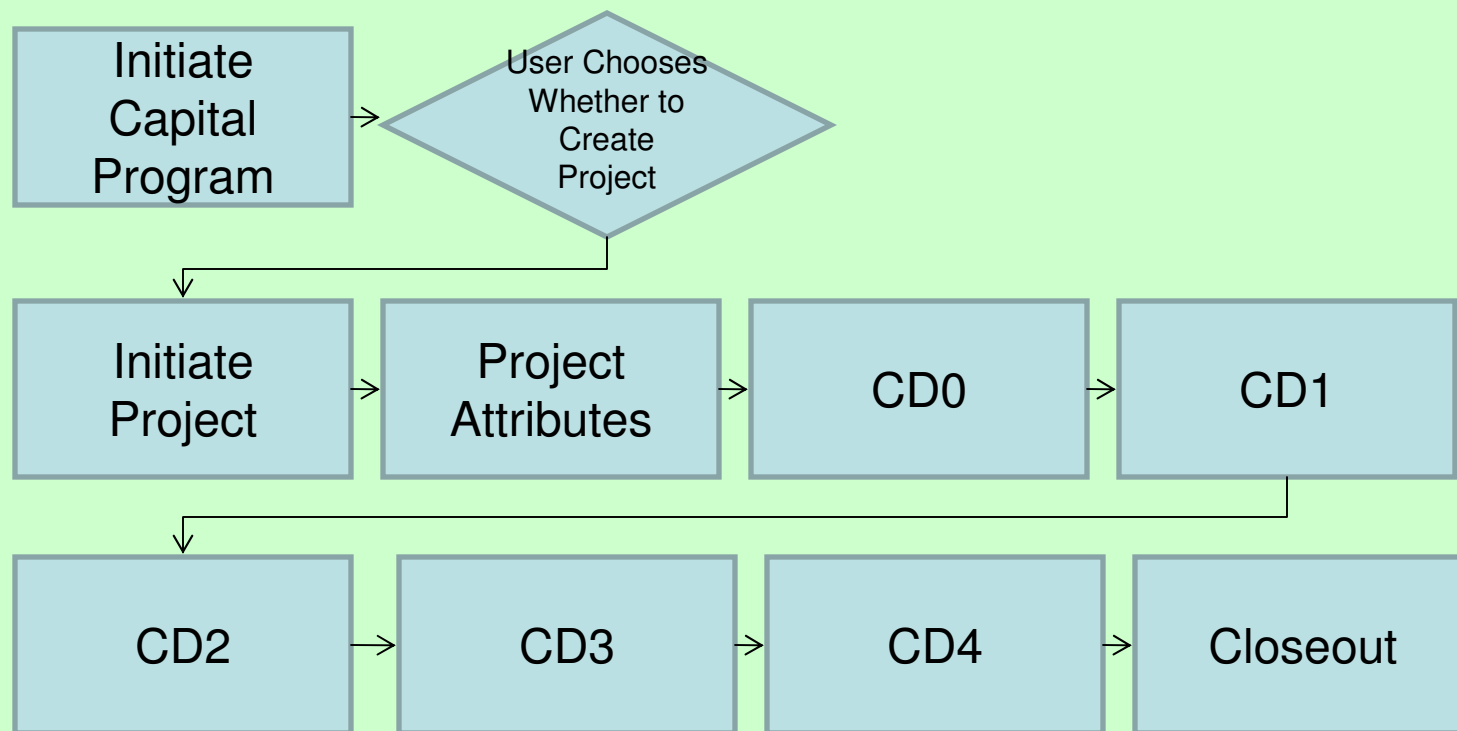 Initiate
Capital
Program
User Chooses
Whether to
Create
Project
Initiate
Project
Project
Attributes
CD0
CD1
CD2
CD3
CD4
Closeout